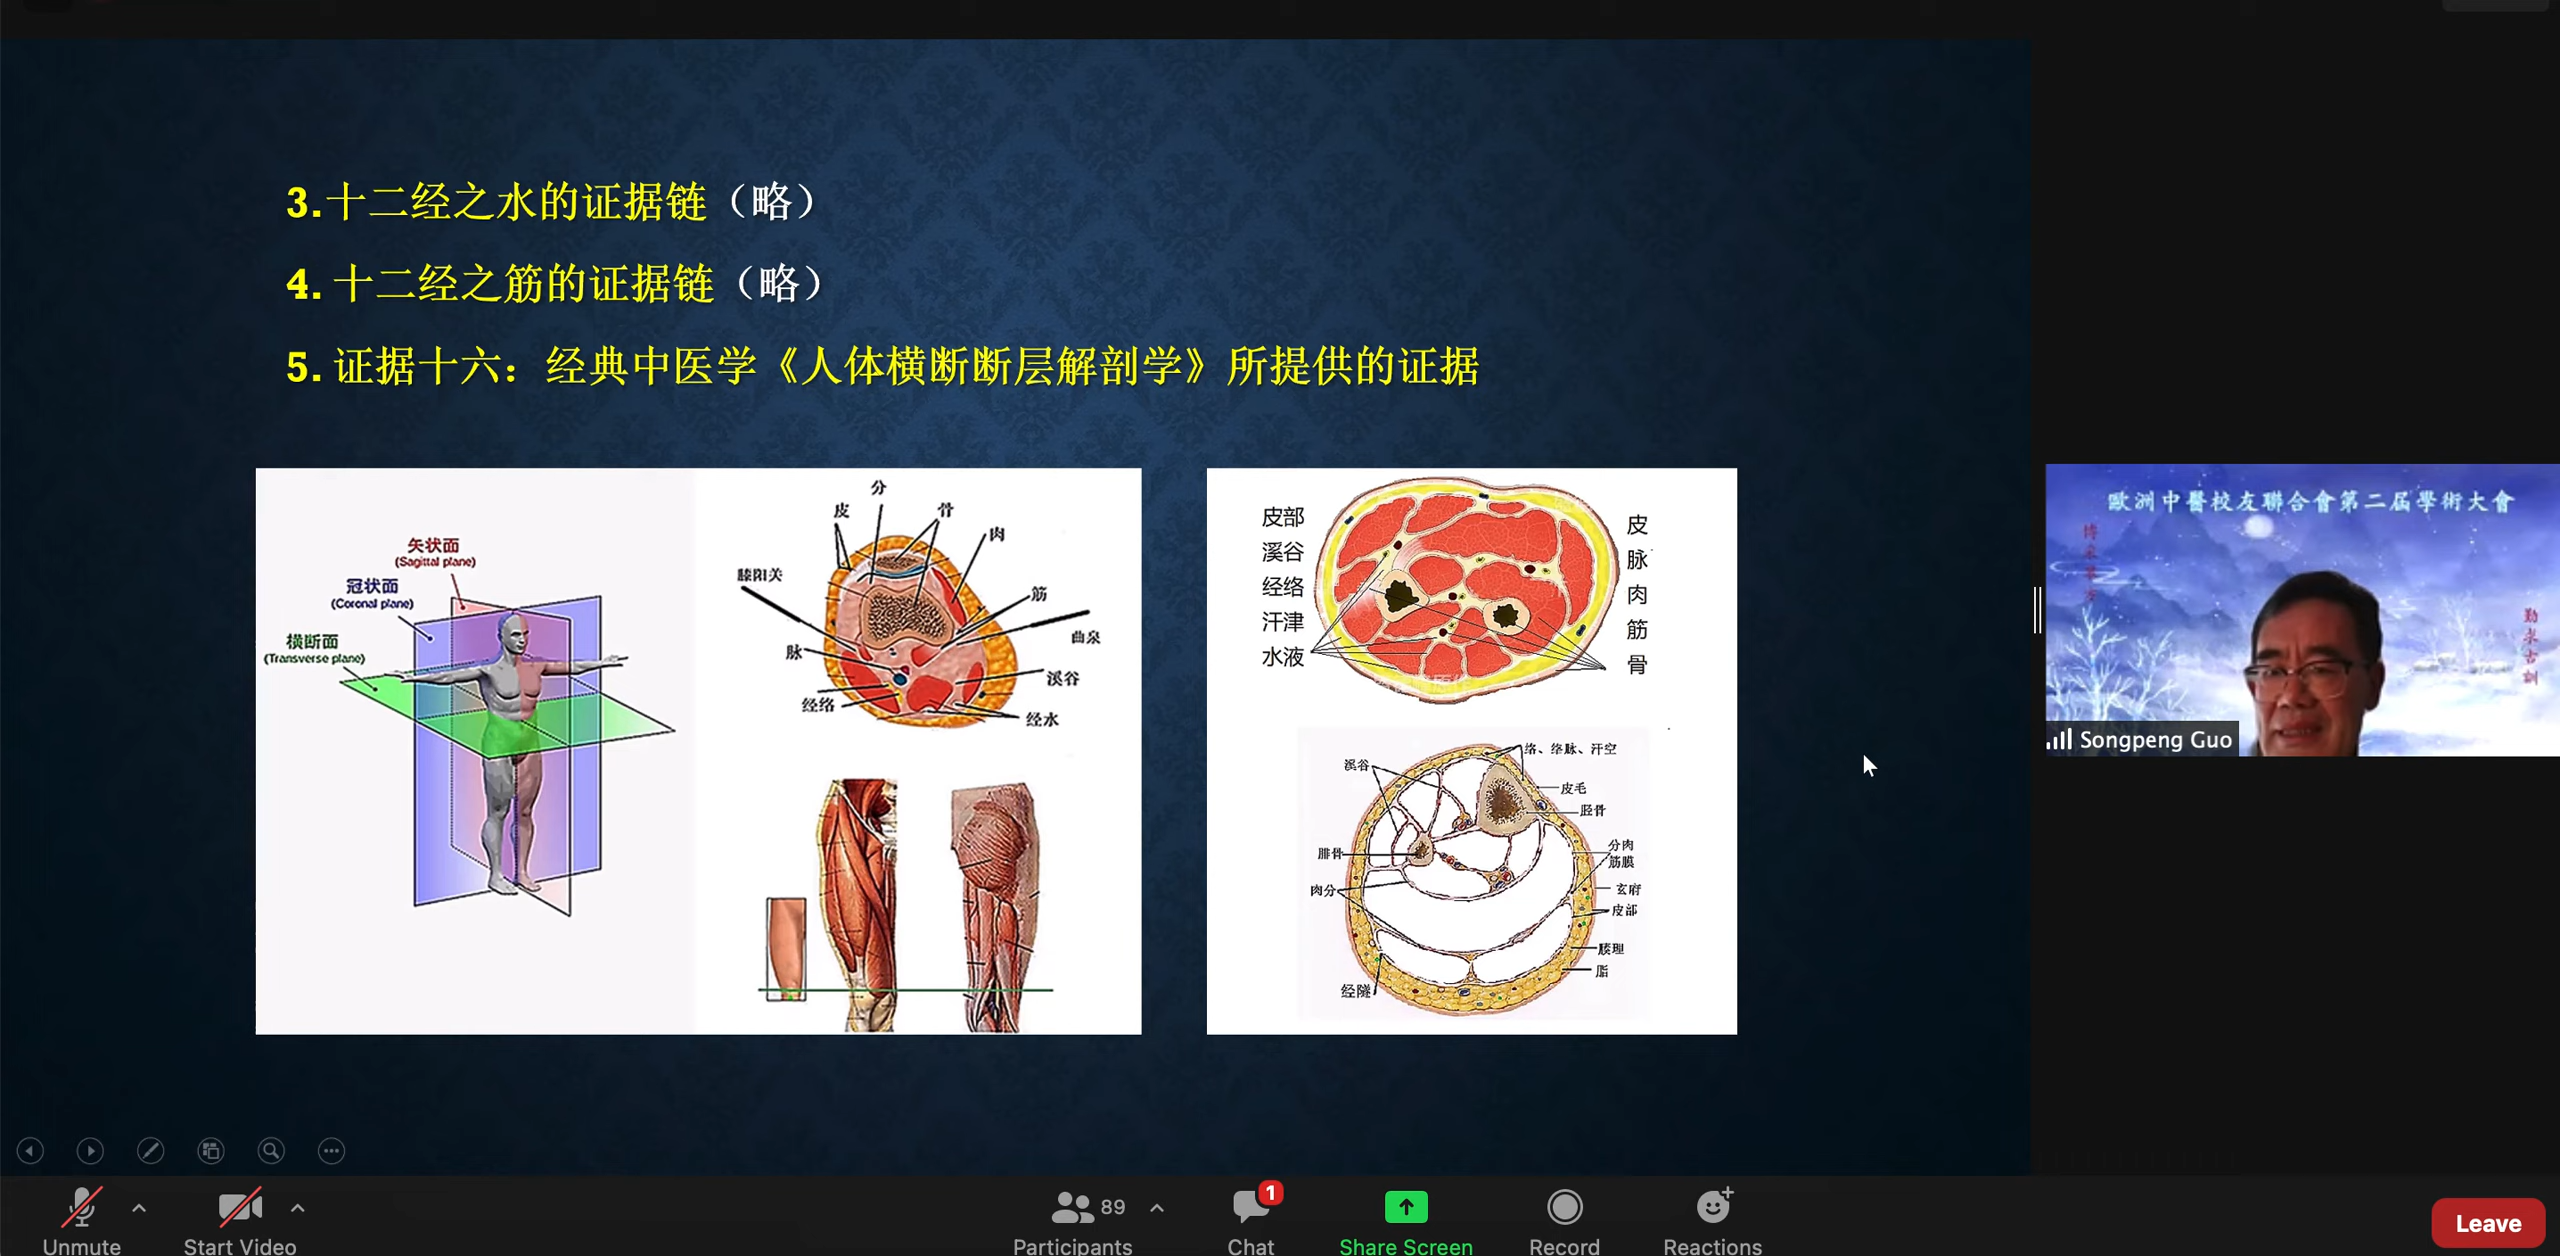 3.十二经之水的证据链（略）
4. 十二经之筋的证据链（略）
5. 证据十六：经典中医学《人体横断断层解剖学》所提供的证据
矢状面
(Sagittal plane)
冠状面
(Coronal plane)
横断面
(Transverse plane)
分
皮
骨
肉
膝阳关
筋
曲泉
脉
溪谷
经络
经水
皮部
溪谷
经络
汗津
水液
皮
脉
肉
筋
骨
络、络脉、汗空
溪谷
皮毛
胫骨
腓骨
分肉
筋膜
肉分
玄府
皮部
腠理
脂
经隧
歐洲中醫校友聯合會第二屆學術大會
勤求古訓
Songpeng Guo
Unmute
Start Video
89
Participants
1
Chat
Share Screen
Record
Reactions
Leave